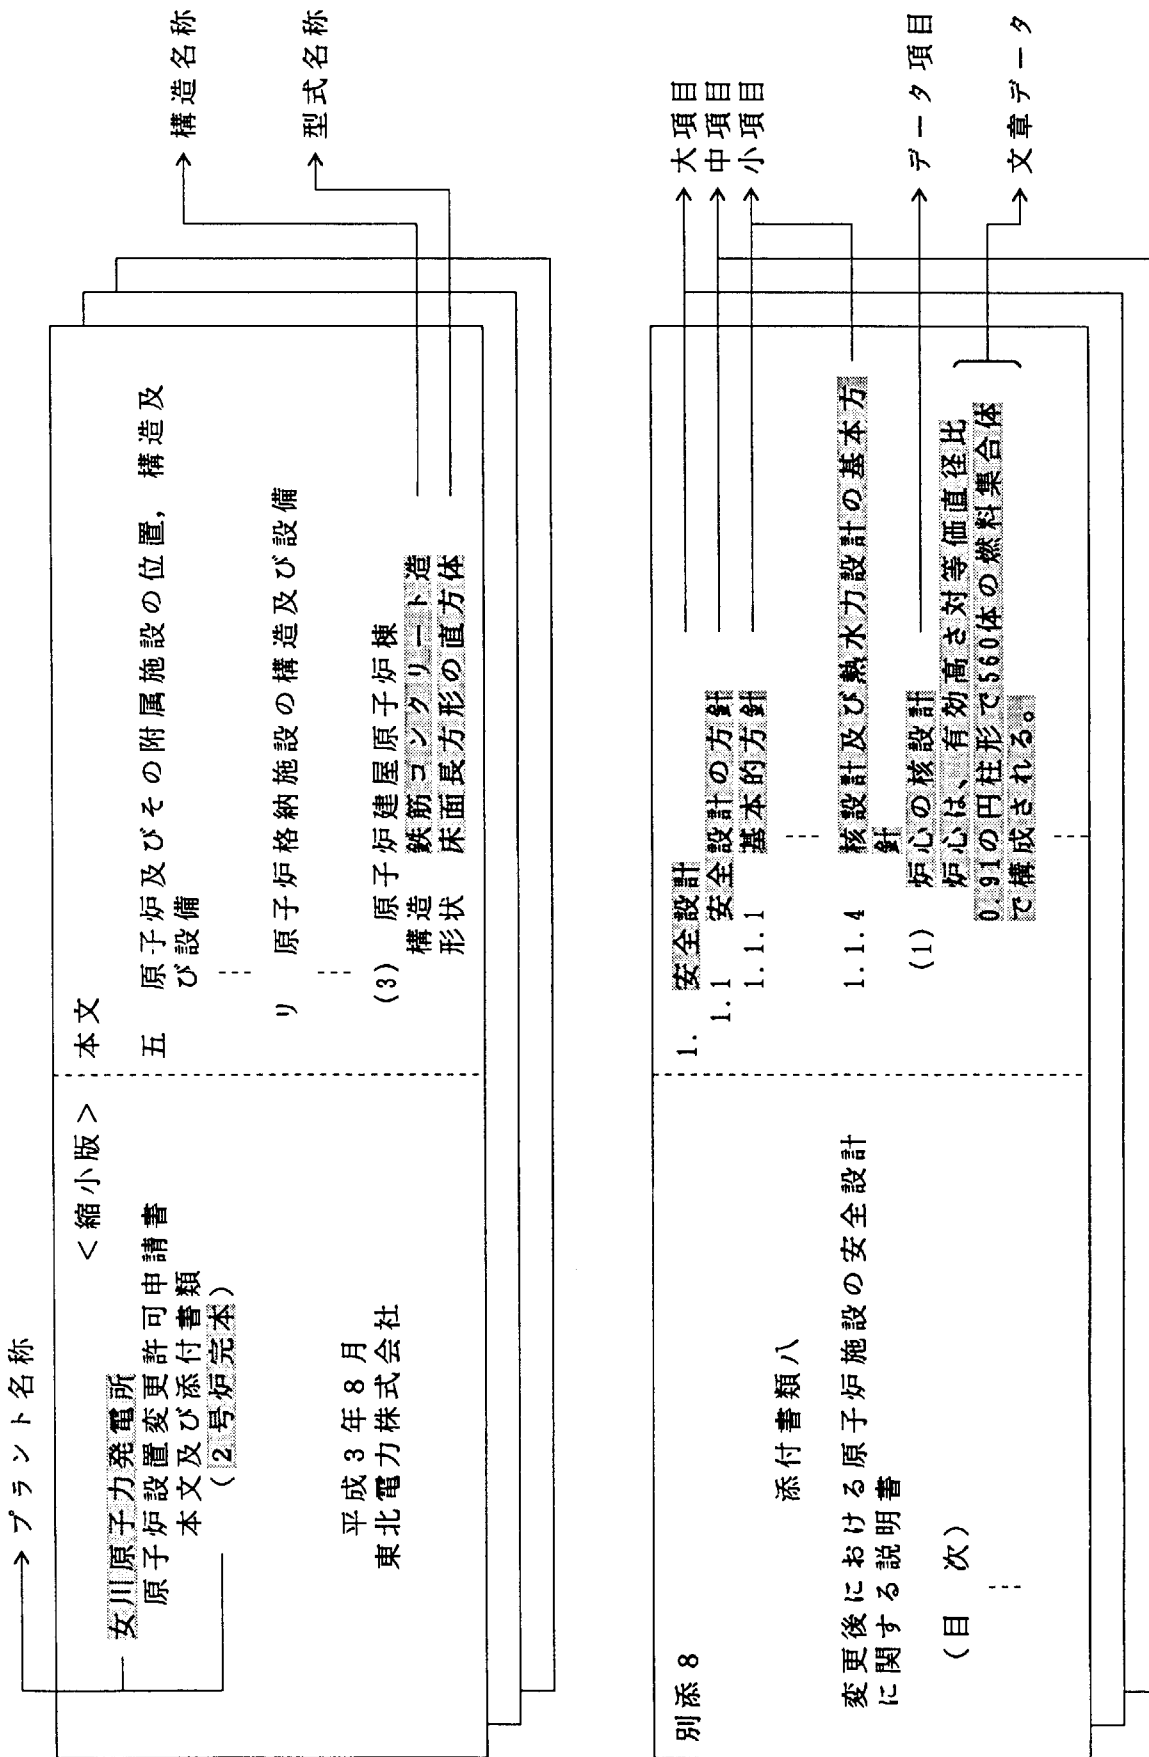 プラント名称
<縮小版>
女川原子力発電所
原子炉設置変更許可申請書
本文及び添付書類
(2号炉完本)
平成3年8月
東北電力株式会社
本文
五 原子炉及びその附属施設の位置，構造及
び設備
リ 原子炉格納施設の構造及び設備
(3) 原子炉建屋原子炉棟
構造 鉄筋コンクリート造
形状 床面長方形の直方体
構造名称
型式名称
別添8
添付書類八
変更後における原子炉施設の安全設計
に関する説明書
(目 次)
1. 安全設計
1.1 安全設計の方針
1.1.1 基本的方針
1.1.4 核設計及び熱水力設計の基本方
針
(1) 炉心の核設計
炉心は、有効高さ対等価直径比
0.91の円柱形で560体の燃料集合体
で構成される。
大項目
中項目
小項目
データ項目
文章データ